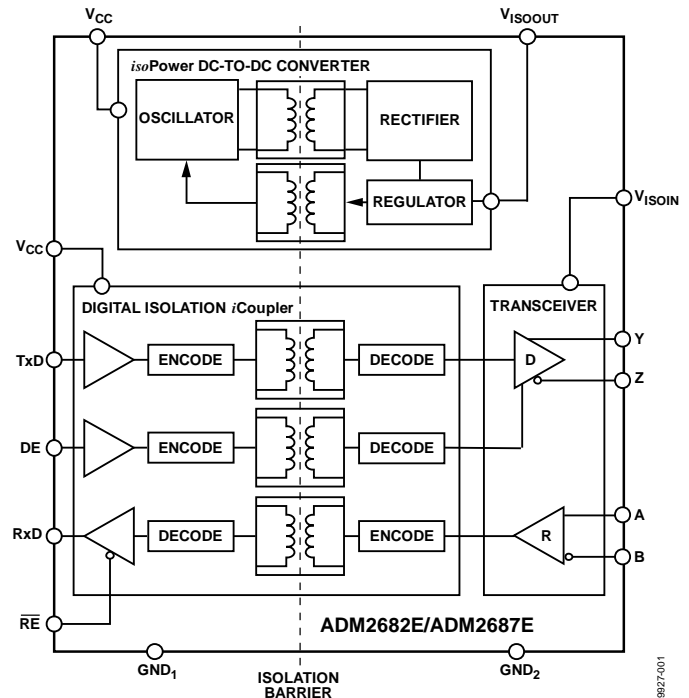 VCC
VISOOUT
isoPower DC-TO-DC CONVERTER
OSCILLATOR
RECTIFIER
REGULATOR
VISOIN
VCC
DIGITAL ISOLATION iCoupler
TRANSCEIVER
TxD
ENCODE
DECODE
D
Y
Z
DE
ENCODE
DECODE
RxD
DECODE
ENCODE
R
A
B
RE
ADM2682E/ADM2687E
GND1
ISOLATION
BARRIER
GND2
9927-001